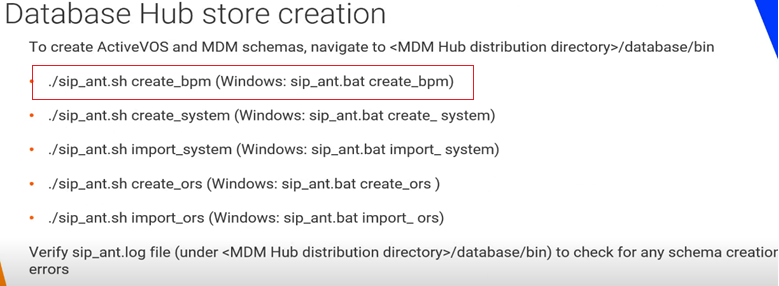 Database Hub store creation
To create ActiveVOS and MDM schemas, navigate to <MDM Hub distribution directory>/database/bin
• ./sip_ant.sh create_bpm (Windows: sip_ant.bat create_bpm)
• ./sip_ant.sh create_system (Windows: sip_ant.bat create_ system)
• ./sip_ant.sh import_system (Windows: sip_ant.bat import_ system)
• ./sip_ant.sh create_ors (Windows: sip_ant.bat create_ors )
• ./sip_ant.sh import_ors (Windows: sip_ant.bat import_ ors)
Verify sip_ant.log file (under <MDM Hub distribution directory>/database/bin) to check for any schema creation
errors